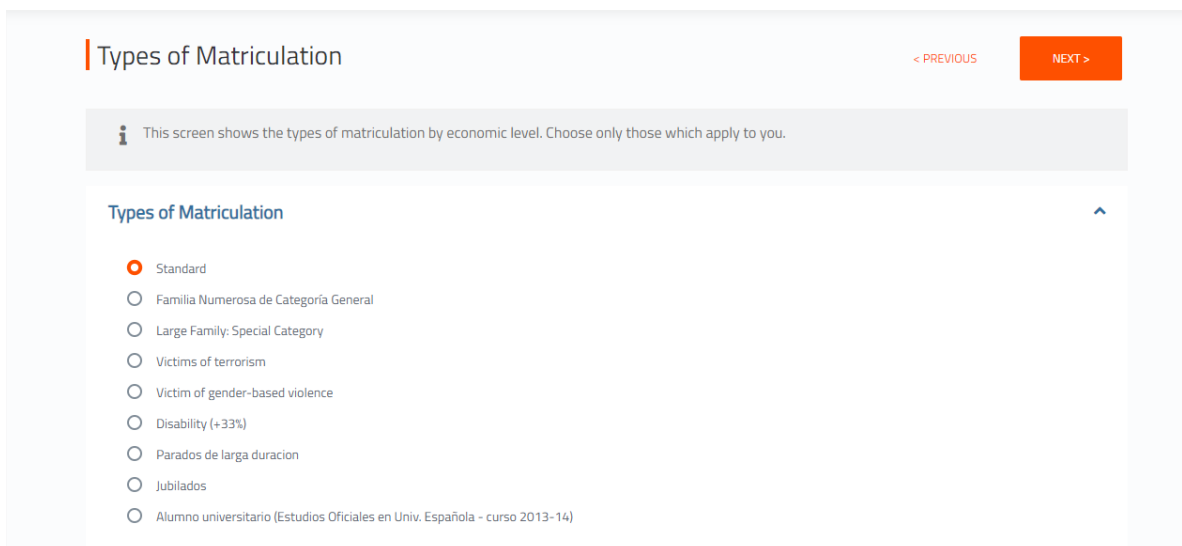 Types of Matriculation
< PREVIOUS
NEXT >
This screen shows the types of matriculation by economic level. Choose only those which apply to you.
Types of Matriculation
Standard
Familia Numerosa de Categoría General
Large Family: Special Category
Victims of terrorism
Victim of gender-based violence
Disability (+33%)
Parados de larga duracion
Jubilados
Alumno universitario (Estudios Oficiales en Univ. Española - curso 2013-14)